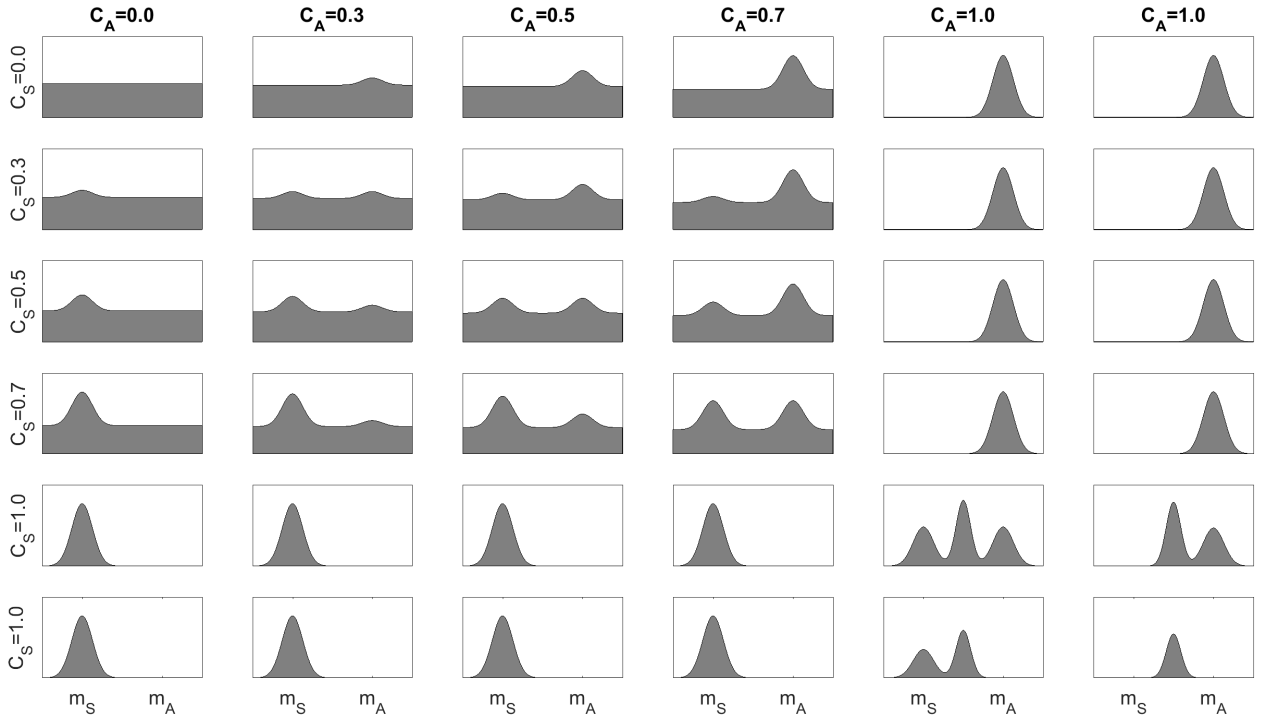 C_A=0.0 C_A=0.3 C_A=0.5 C_A=0.7 C_A=1.0 C_A=1.0
C_S=0.0
C_S=0.3
C_S=0.5
C_S=0.7
C_S=1.0
C_S=1.0
m_S m_A m_S m_A m_S m_A m_S m_A m_S m_A m_S m_A